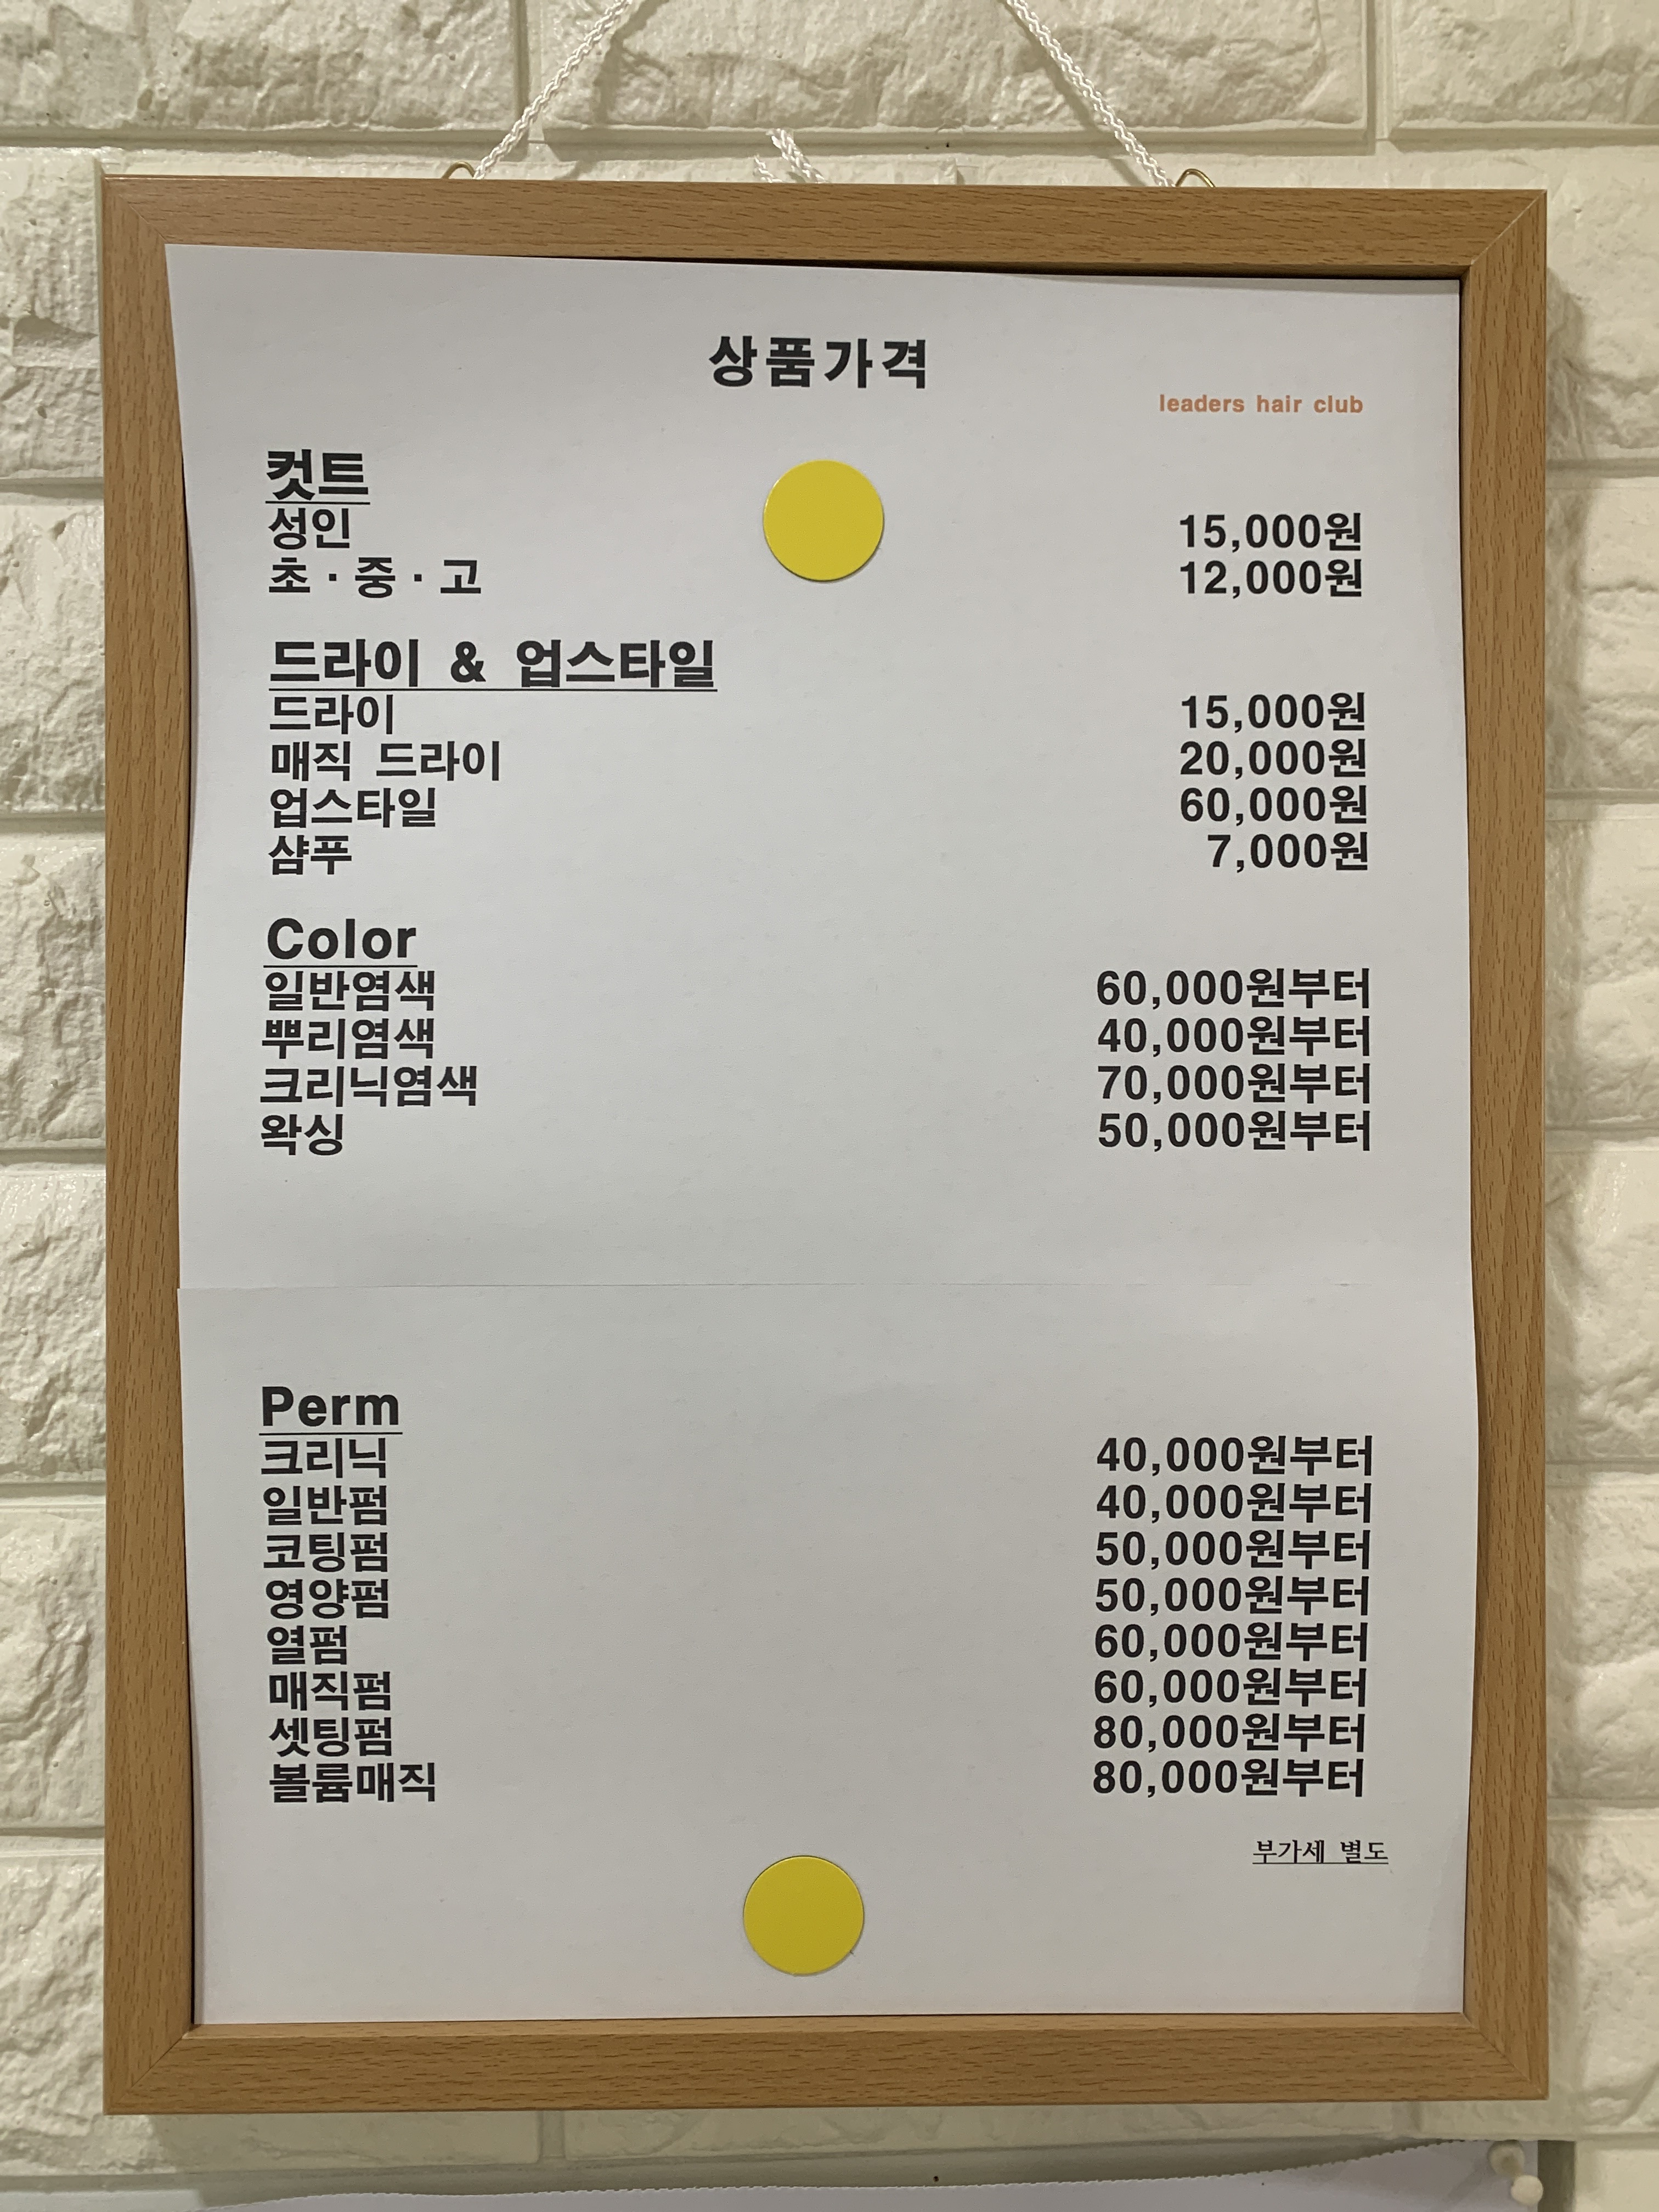 상품가격
leaders hair club
컷트
성인 15,000원
초·중·고 12,000원
드라이 & 업스타일
드라이 15,000원
매직 드라이 20,000원
업스타일 60,000원
샴푸 7,000원
Color
일반염색 60,000원부터
뿌리염색 40,000원부터
크리닉염색 70,000원부터
왁싱 50,000원부터
Perm
크리닉 40,000원부터
일반펌 40,000원부터
코팅펌 50,000원부터
영양펌 50,000원부터
열펌 60,000원부터
매직펌 60,000원부터
셋팅펌 80,000원부터
볼륨매직 80,000원부터
부가세 별도